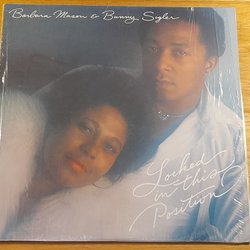 Barbara Mason & Bunny Sigler
Locked
in this
Position